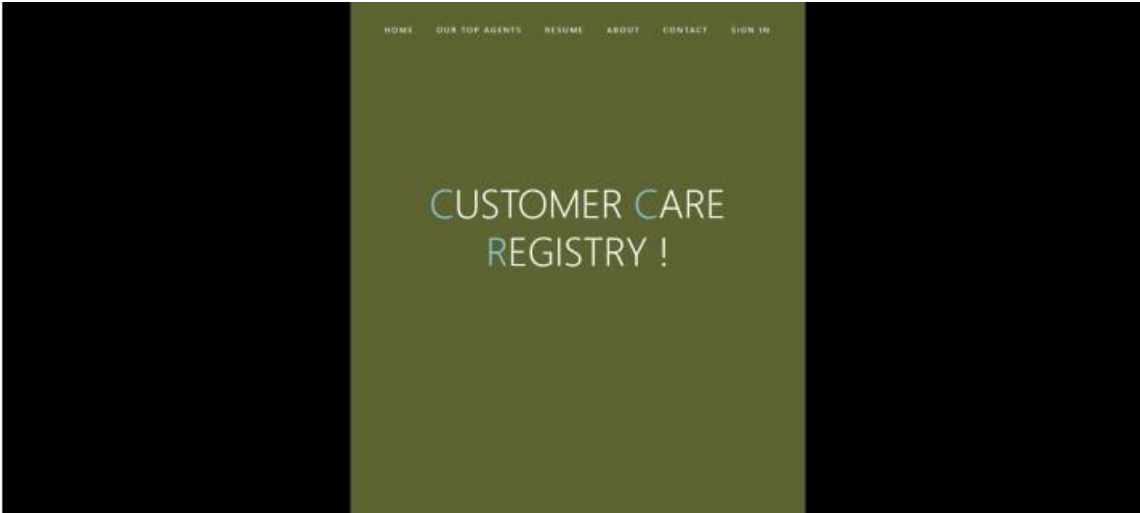 HOME OUR TOP AGENTS RESUME ABOUT CONTACT SIGN IN
CUSTOMER CARE
REGISTRY !